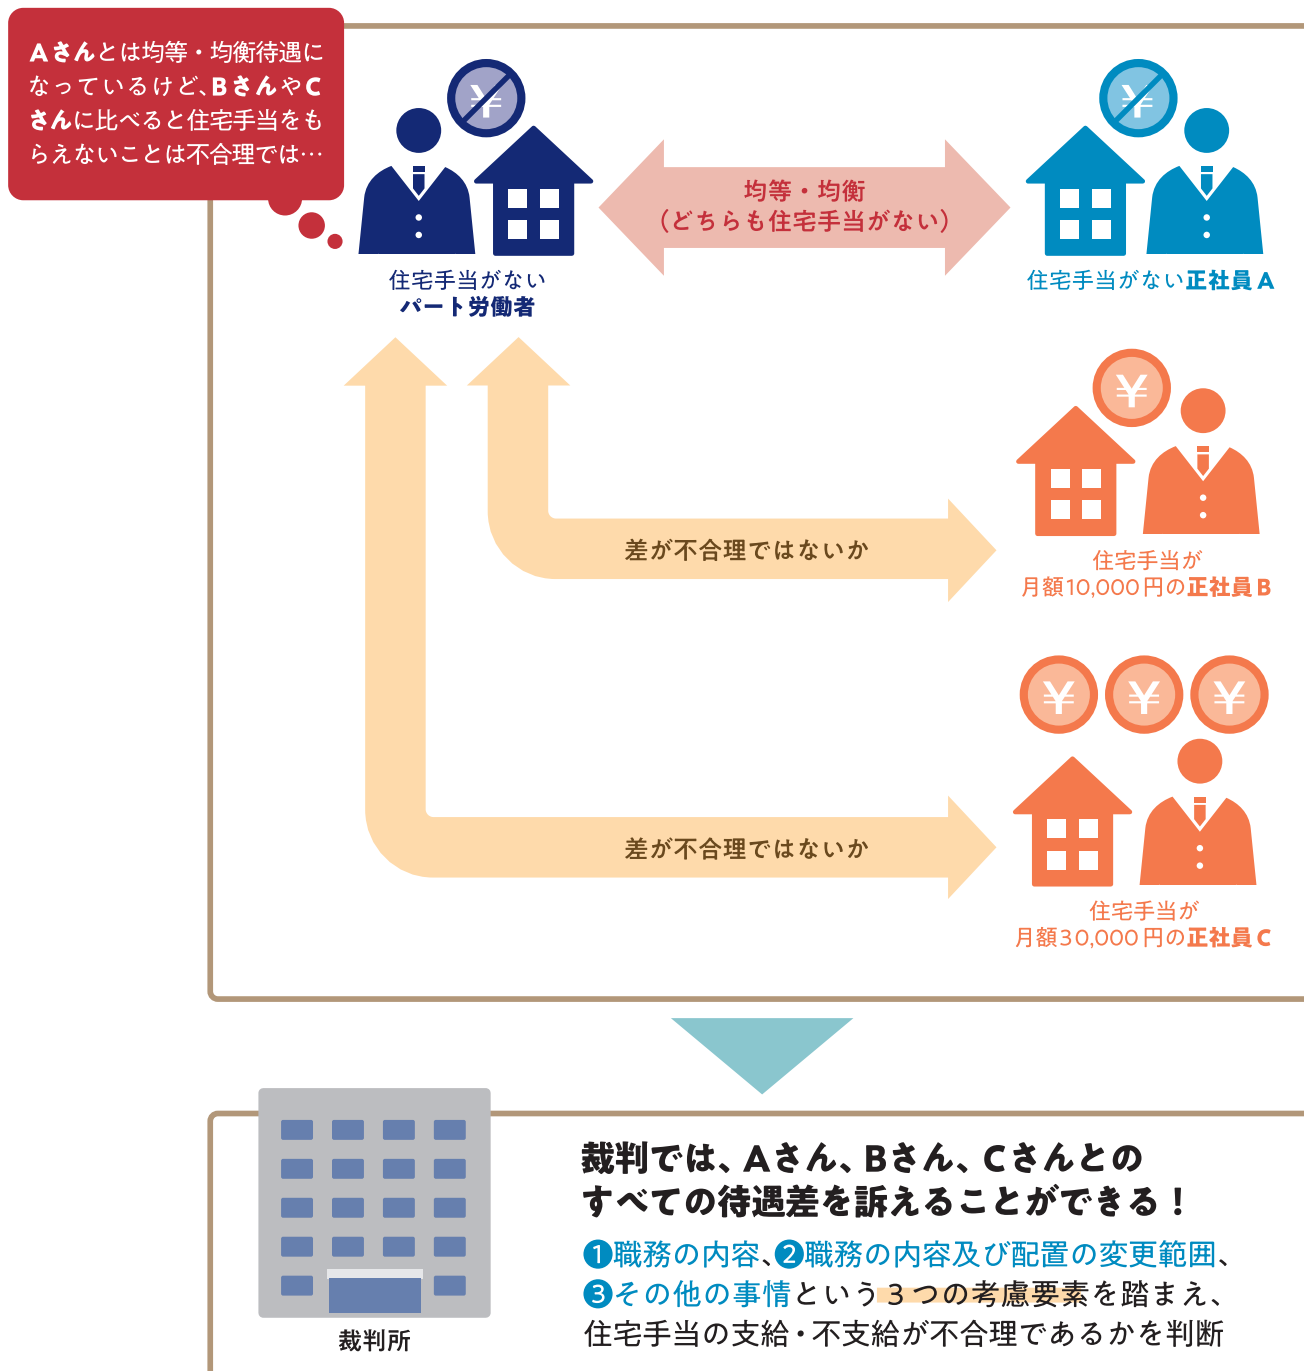 Aさんとは均等・均衡待遇に
なっているけど、BさんやC
さんに比べると住宅手当をも
らえないことは不合理では…
¥
¥
均等・均衡
（どちらも住宅手当がない）
住宅手当がない
パート労働者
住宅手当がない正社員A
¥
差が不合理ではないか
住宅手当が
月額10,000円の正社員B
¥ ¥ ¥
差が不合理ではないか
住宅手当が
月額30,000円の正社員C
裁判所
裁判では、Aさん、Bさん、Cさんとの
すべての待遇差を訴えることができる！
❶職務の内容、❷職務の内容及び配置の変更範囲、
❸その他の事情という3つの考慮要素を踏まえ、
住宅手当の支給・不支給が不合理であるかを判断